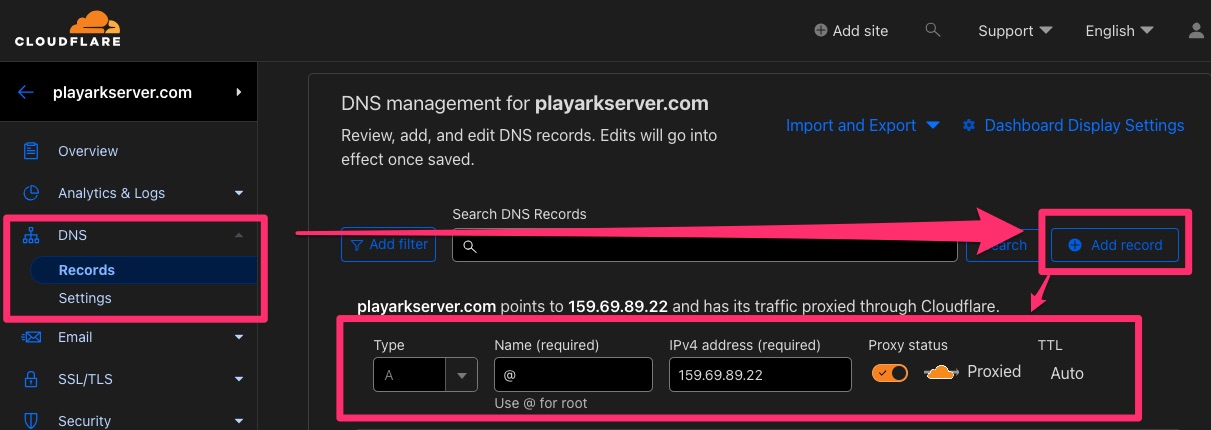 CLOUDFLARE
Add site
Support
English
playarkserver.com
Overview
Analytics & Logs
DNS
Records
Settings
Email
SSL/TLS
Security
DNS management for playarkserver.com
Review, add, and edit DNS records. Edits will go into
effect once saved.
Import and Export
Dashboard Display Settings
Search DNS Records
Add filter
Search
Add record
playarkserver.com points to 159.69.89.22 and has its traffic proxied through Cloudflare.
Type
Name (required)
IPv4 address (required)
Proxy status
TTL
A
@
159.69.89.22
Proxied
Auto
Use @ for root